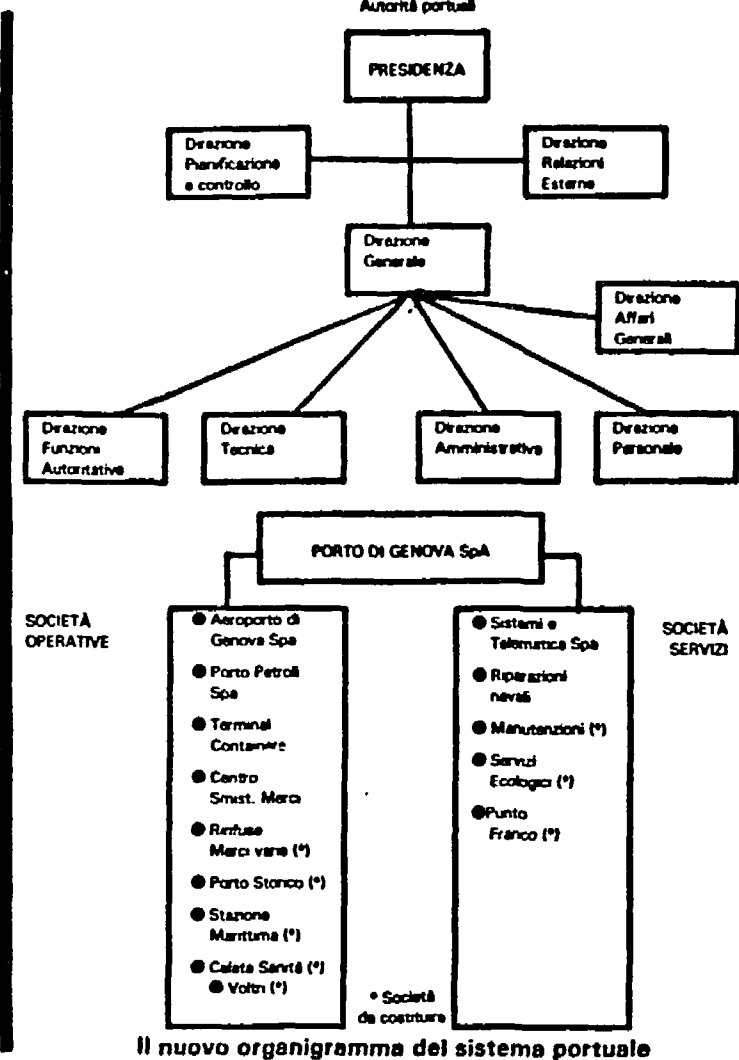 Autorità portuali
PRESIDENZA
Direzione
Pianificazione
e controllo
Direzione
Relazioni
Esterne
Direzione
Generale
Direzione
Affari
Generali
Direzione
Funzioni
Autoritative
Direzione
Tecnica
Direzione
Amministrativa
Direzione
Personale
PORTO DI GENOVA SpA
SOCIETÀ
OPERATIVE
● Aeroporto di
Genova Spa
● Porto Petroli
Spa
● Terminal
Containers
● Centro
Smist. Merci
● Rinfuse
Merci varie (*)
● Porto Storico (*)
● Stazione
Marittima (*)
● Calata Sanità (*)
● Voltri (*)
SOCIETÀ
SERVIZI
● Sistemi e
Telematica Spa
● Riparazioni
navali
● Manutenzioni (*)
● Servizi
Ecologici (*)
● Punto
Franco (*)
* Società
da costituire
Il nuovo organigramma del sistema portuale